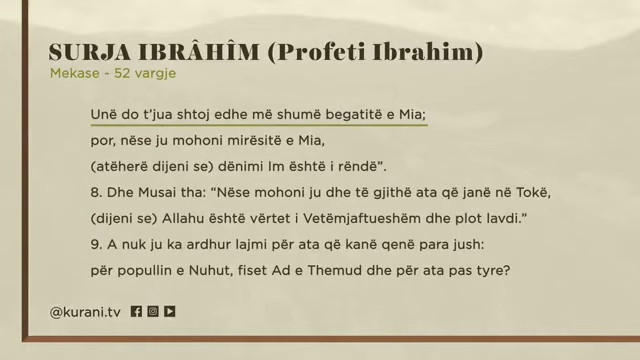 SURJA IBRÂHÎM (Profeti Ibrahim)
Mekase - 52 vargje
Unë do t’jua shtoj edhe më shumë begatitë e Mia;
por, nëse ju mohoni mirësitë e Mia,
(atëherë dijeni se) dënimi Im është i rëndë”.
8. Dhe Musai tha: “Nëse mohoni ju dhe të gjithë ata që janë në Tokë,
(dijeni se) Allahu është vërtet i Vetëmjaftueshëm dhe plot lavdi.”
9. A nuk ju ka ardhur lajmi për ata që kanë qenë para jush:
për popullin e Nuhut, fiset Ad e Themud dhe për ata pas tyre?
@kurani.tv